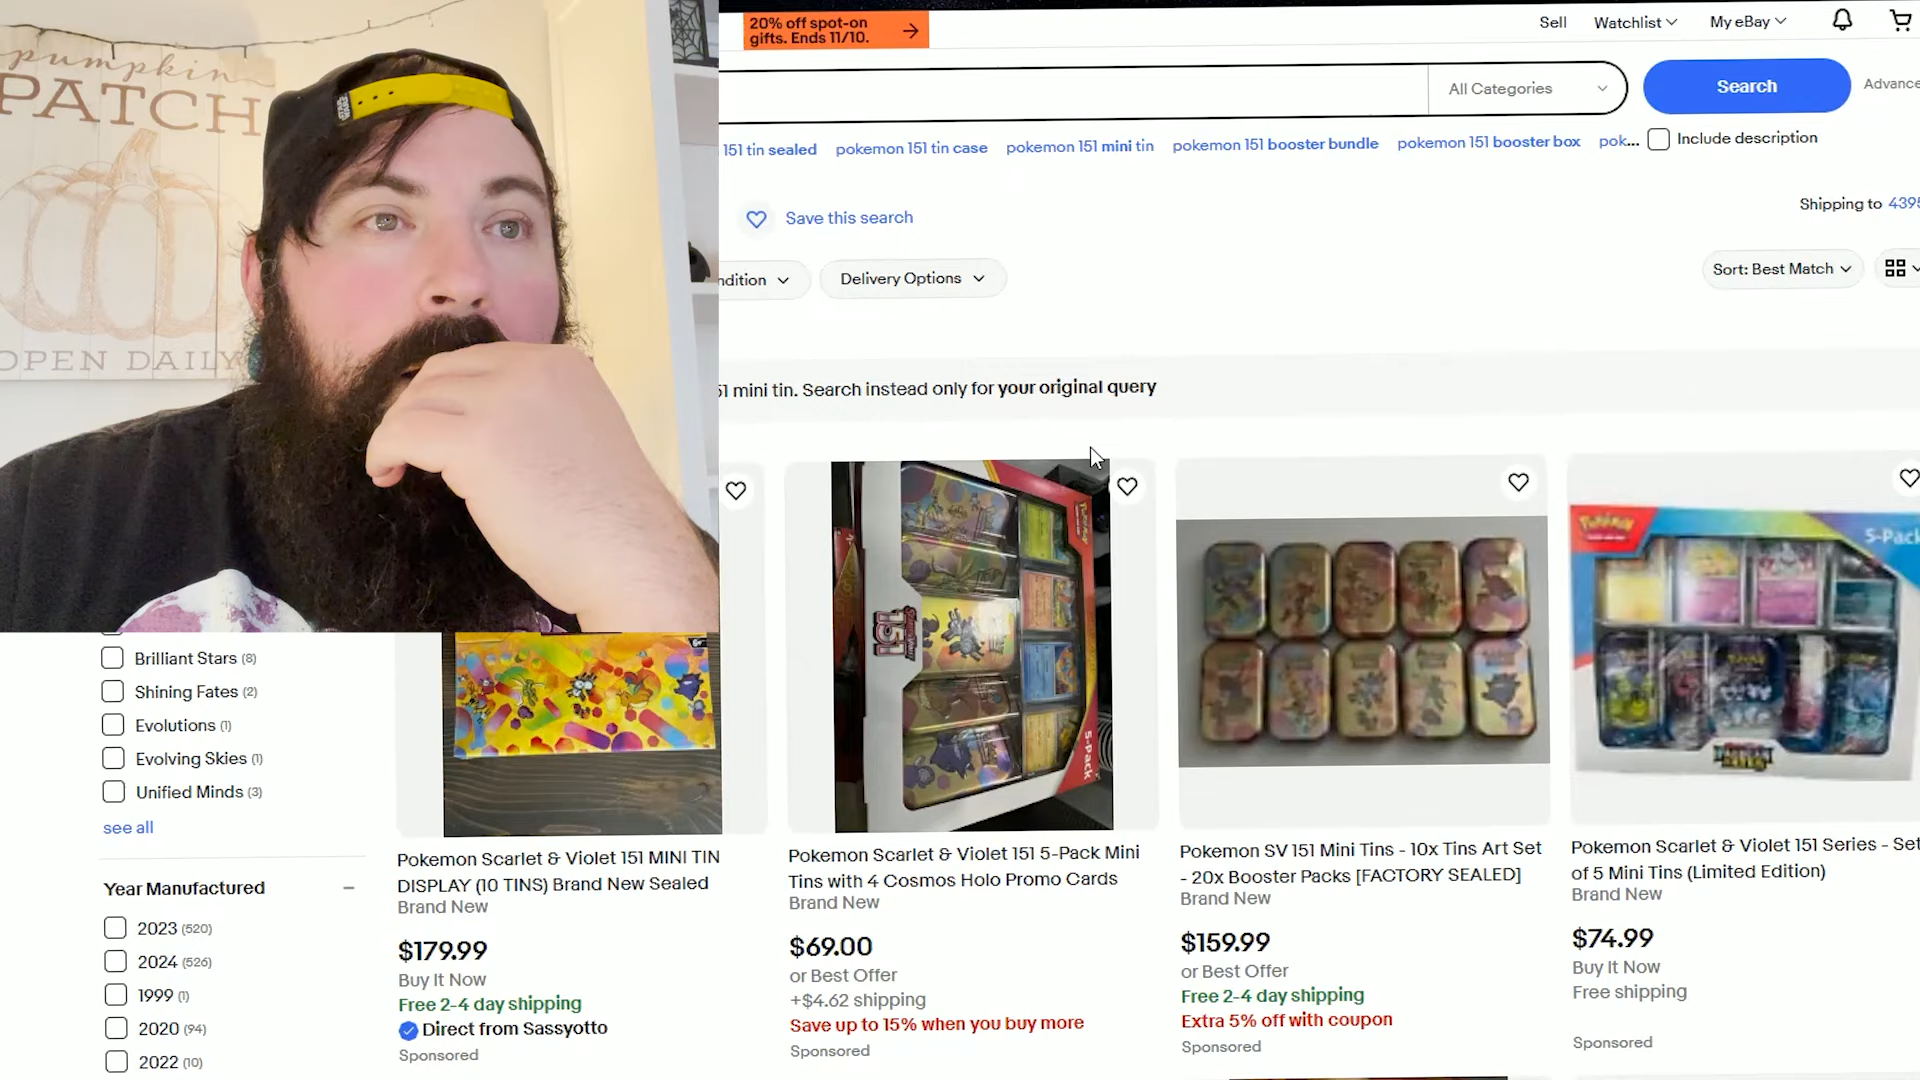 pumpkin
PATCH
OPEN DAILY
20% off spot-on
gifts. Ends 11/10.
Sell
Watchlist
My eBay
All Categories
Search
151 tin sealed
pokemon 151 tin case
pokemon 151 mini tin
pokemon 151 booster bundle
pokemon 151 booster box
pok...
Include description
Save this search
Shipping to
Delivery Options
Sort: Best Match
mini tin. Search instead only for your original query
Brilliant Stars (8)
Shining Fates (2)
Evolutions (1)
Evolving Skies (1)
Unified Minds (3)
see all
Year Manufactured
2023 (520)
2024 (526)
1999 (1)
2020 (94)
2022 (10)
Pokemon Scarlet & Violet 151 MINI TIN
DISPLAY (10 TINS) Brand New Sealed
Brand New
$179.99
Buy It Now
Free 2-4 day shipping
Direct from Sassyotto
Sponsored
151
5-Pack
Pokemon Scarlet & Violet 151 5-Pack Mini
Tins with 4 Cosmos Holo Promo Cards
Brand New
$69.00
or Best Offer
+$4.62 shipping
Save up to 15% when you buy more
Sponsored
Pokemon SV 151 Mini Tins - 10x Tins Art Set
- 20x Booster Packs [FACTORY SEALED]
Brand New
$159.99
or Best Offer
Free 2-4 day shipping
Extra 5% off with coupon
Sponsored
Pokémon
5-Pack
Pokemon Scarlet & Violet 151 Series - Set
of 5 Mini Tins (Limited Edition)
Brand New
$74.99
Buy It Now
Free shipping
Sponsored